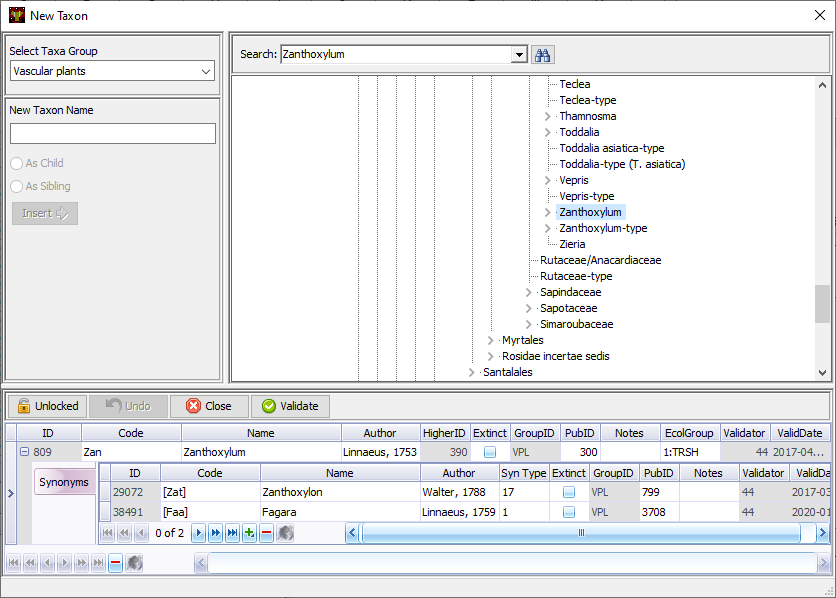 New Taxon
Select Taxa Group
Vascular plants
New Taxon Name
As Child
As Sibling
Insert
Search: Zanthoxylum
Teclea
Teclea-type
Thamnosma
Toddalia
Toddalia asiatica-type
Toddalia-type (T. asiatica)
Vepris
Vepris-type
Zanthoxylum
Zanthoxylum-type
Zieria
Rutaceae/Anacardiaceae
Rutaceae-type
Sapindaceae
Sapotaceae
Simaroubaceae
Myrtales
Rosidae incertae sedis
Santalales
Unlocked Undo Close Validate
ID Code Name Author HigherID Extinct GroupID PubID Notes EcolGroup Validator ValidDate
809 Zan Zanthoxylum Linnaeus, 1753 390 VPL 300 1:TRSH 44 2017-04...
Synonyms
ID Code Name Author Syn Type Extinct GroupID PubID Notes Validator ValidDa
29072 [Zat] Zanthoxylon Walter, 1788 17 VPL 799 44 2017-03
38491 [Faa] Fagara Linnaeus, 1759 1 VPL 3708 44 2020-01
0 of 2